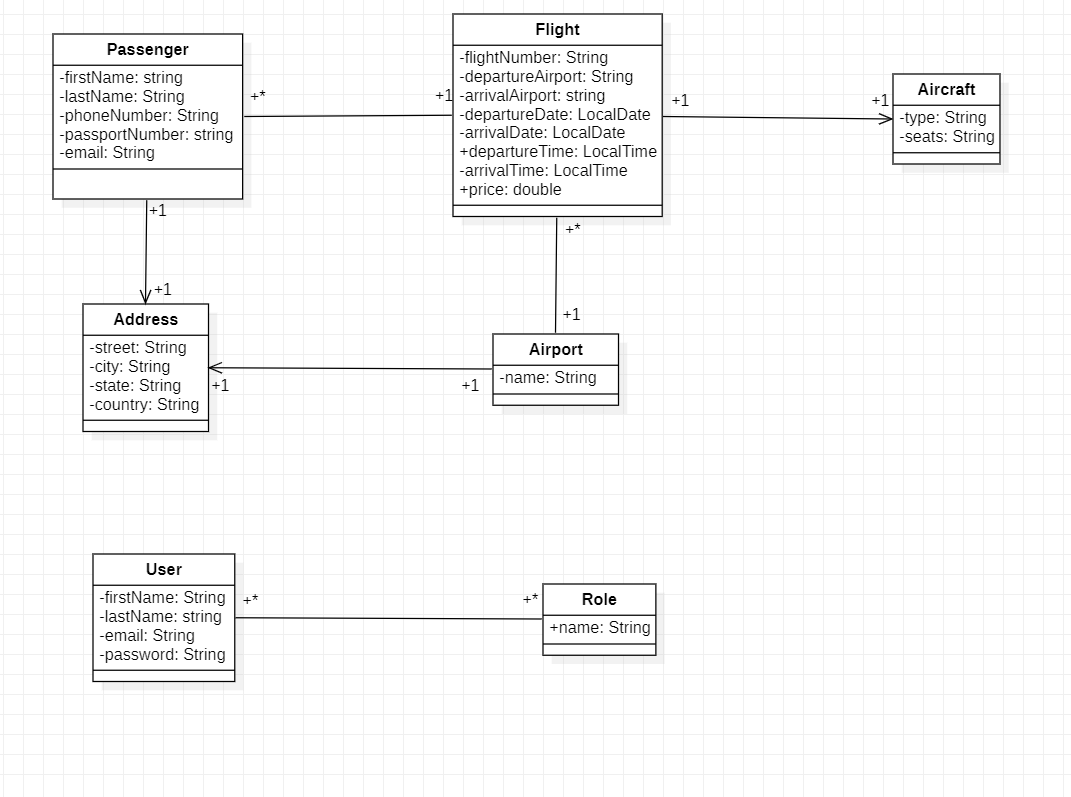 Passenger
-firstName: string
-lastName: String
-phoneNumber: String
-passportNumber: string
-email: String
+*
+1
Flight
-flightNumber: String
-departureAirport: String
-arrivalAirport: string
-departureDate: LocalDate
-arrivalDate: LocalDate
+departureTime: LocalTime
-arrivalTime: LocalTime
+price: double
+1
+1
Aircraft
-type: String
-seats: String
+1
+1
+*
+1
Address
-street: String
-city: String
-state: String
-country: String
+1
+1
Airport
-name: String
User
-firstName: String
-lastName: string
-email: String
-password: String
+*
+*
Role
+name: String